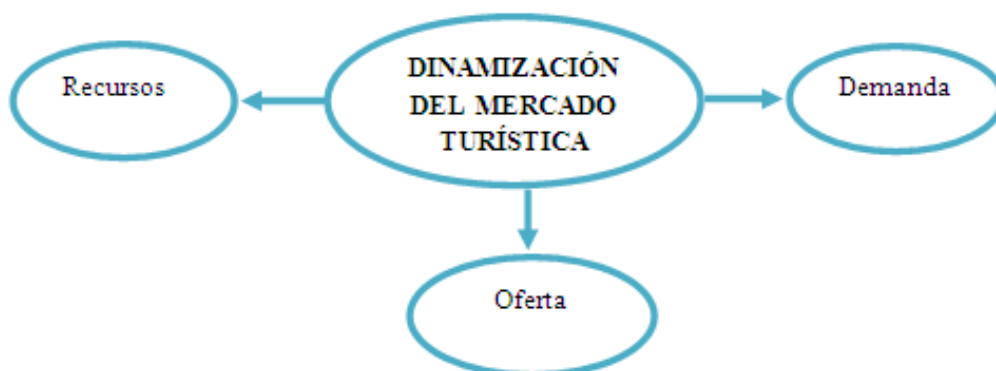 DINAMIZACIÓN
DEL MERCADO
TURÍSTICA
Recursos
Demanda
Oferta